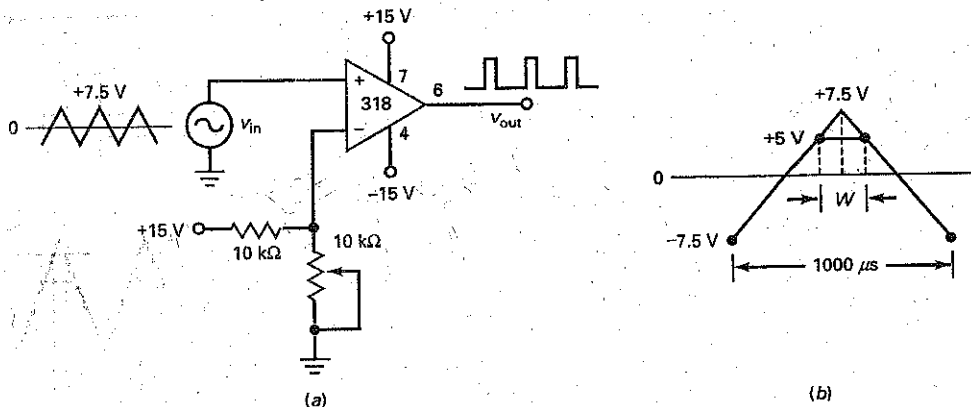 +15 V
+7.5 V
0
v_in
+
−
318
7
4
6
v_out
−15 V
+15 V
10 kΩ
10 kΩ
(a)
+7.5 V
+5 V
0
W
−7.5 V
1000 μs
(b)